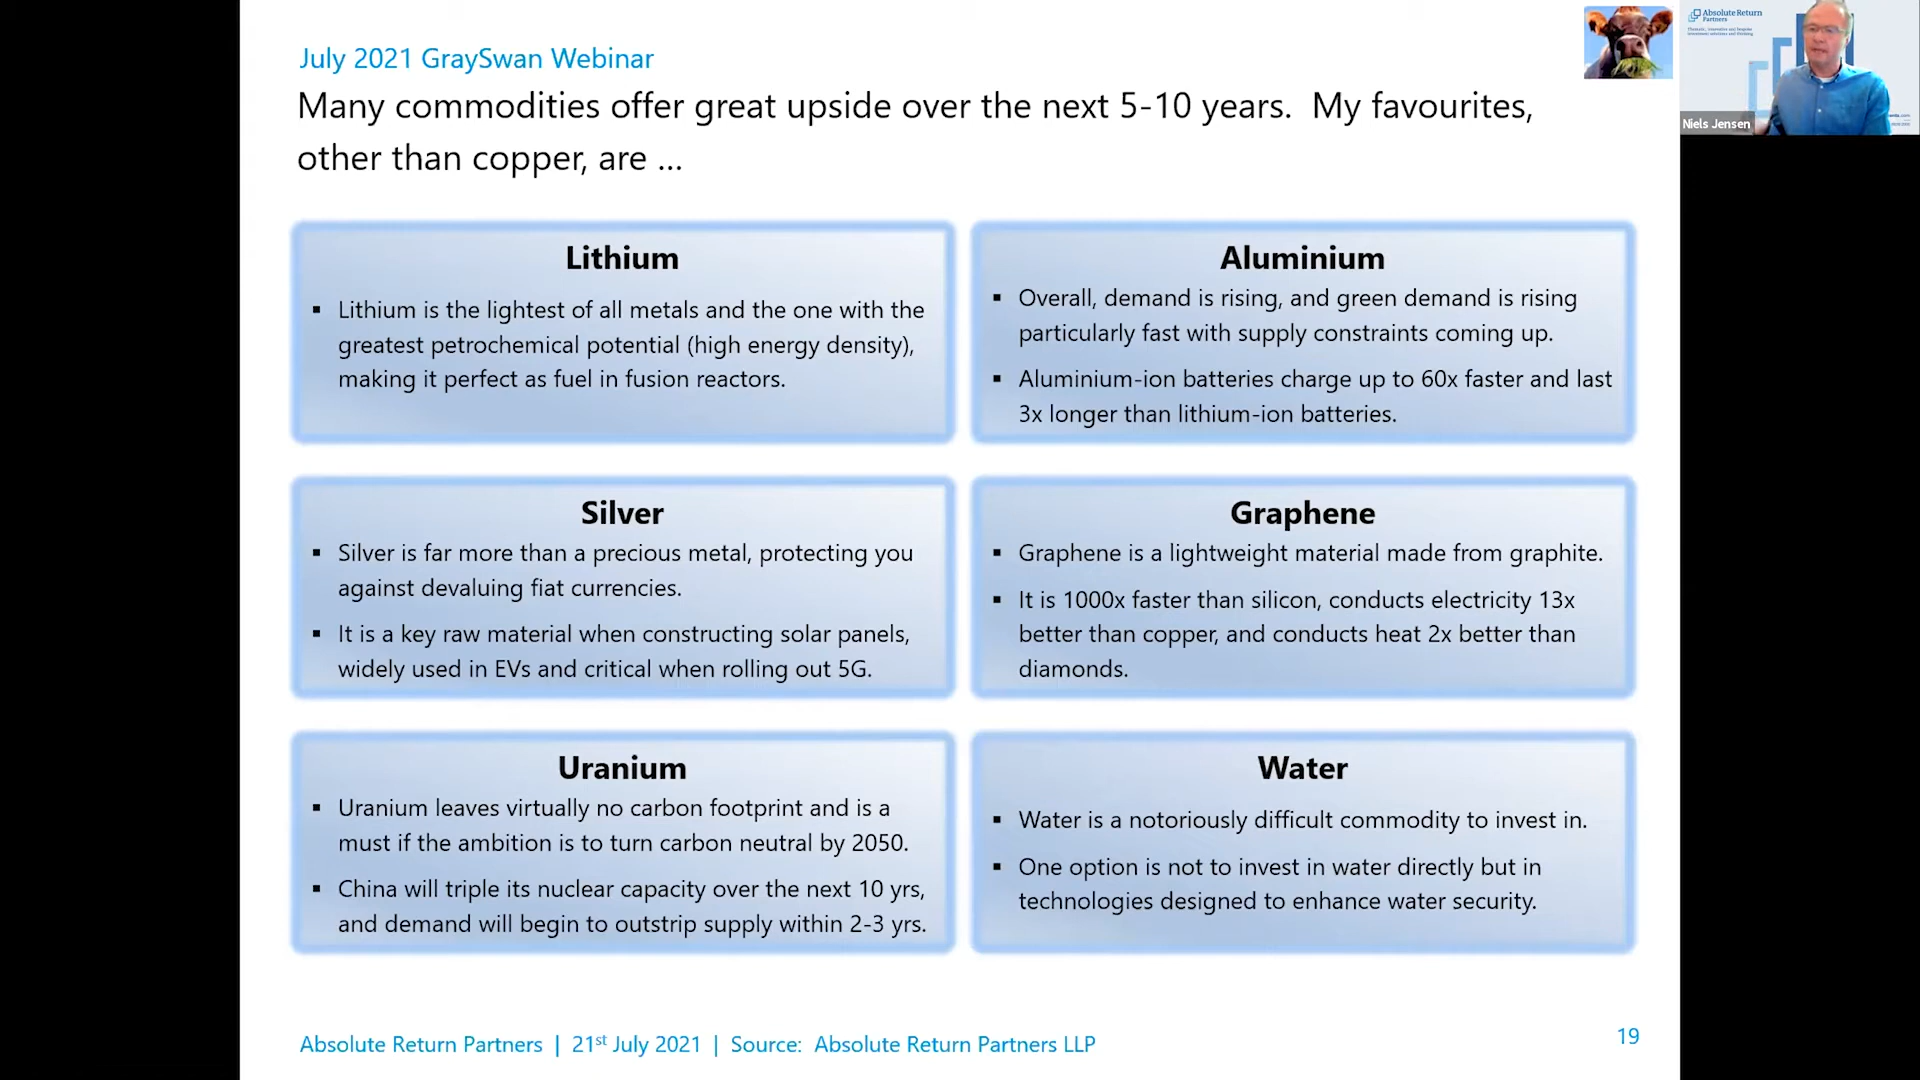 July 2021 GraySwan Webinar
Many commodities offer great upside over the next 5-10 years. My favourites,
other than copper, are ...
Lithium
▪ Lithium is the lightest of all metals and the one with the
greatest petrochemical potential (high energy density),
making it perfect as fuel in fusion reactors.
Aluminium
▪ Overall, demand is rising, and green demand is rising
particularly fast with supply constraints coming up.
▪ Aluminium-ion batteries charge up to 60x faster and last
3x longer than lithium-ion batteries.
Silver
▪ Silver is far more than a precious metal, protecting you
against devaluing fiat currencies.
▪ It is a key raw material when constructing solar panels,
widely used in EVs and critical when rolling out 5G.
Graphene
▪ Graphene is a lightweight material made from graphite.
▪ It is 1000x faster than silicon, conducts electricity 13x
better than copper, and conducts heat 2x better than
diamonds.
Uranium
▪ Uranium leaves virtually no carbon footprint and is a
must if the ambition is to turn carbon neutral by 2050.
▪ China will triple its nuclear capacity over the next 10 yrs,
and demand will begin to outstrip supply within 2-3 yrs.
Water
▪ Water is a notoriously difficult commodity to invest in.
▪ One option is not to invest in water directly but in
technologies designed to enhance water security.
Absolute Return Partners | 21st July 2021 | Source: Absolute Return Partners LLP
19
Absolute Return
Partners
Niels Jensen